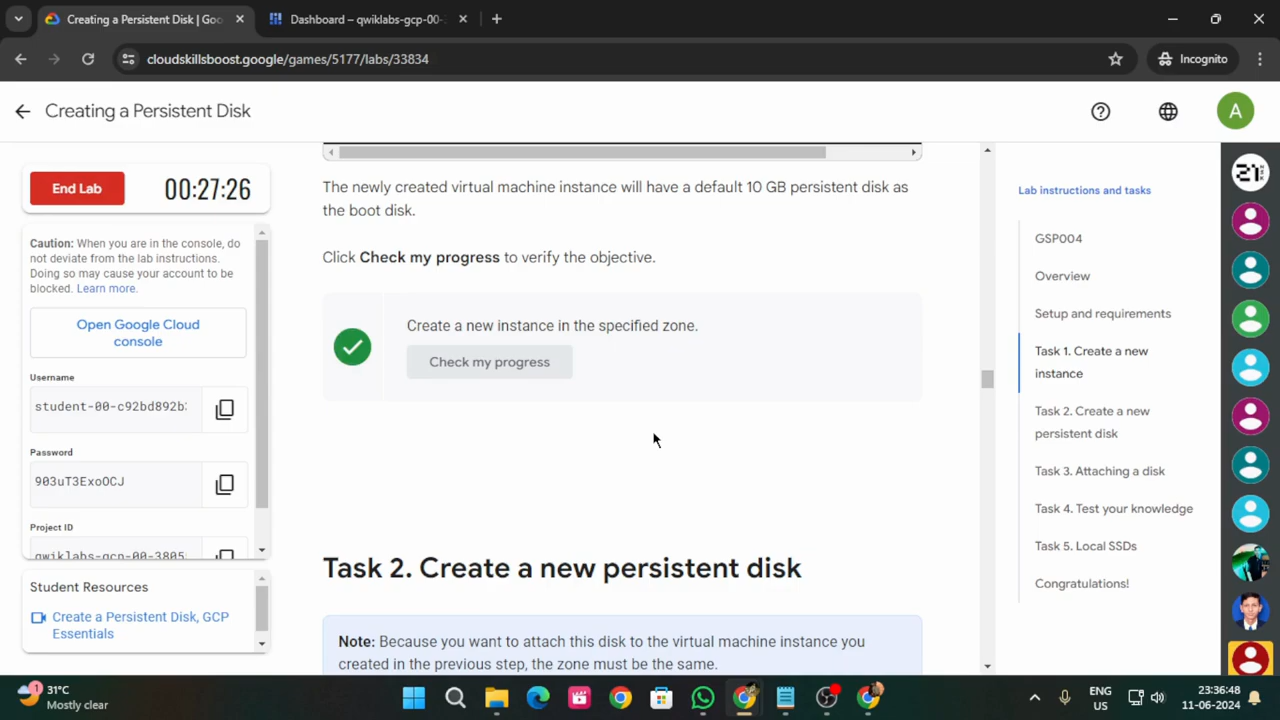 Creating a Persistent Disk | Goo
Dashboard – qwiklabs-gcp-00-
cloudskillsboost.google/games/5177/labs/33834
Incognito
Creating a Persistent Disk
A
End Lab
00:27:26
Caution: When you are in the console, do
not deviate from the lab instructions.
Doing so may cause your account to be
blocked. Learn more.
Open Google Cloud
console
Username
student-00-c92bd892b
Password
903uT3ExoOCJ
Project ID
qwiklabs-gcp-00-3805
Student Resources
Create a Persistent Disk, GCP
Essentials
The newly created virtual machine instance will have a default 10 GB persistent disk as
the boot disk.
Click Check my progress to verify the objective.
Create a new instance in the specified zone.
Check my progress
Task 2. Create a new persistent disk
Note: Because you want to attach this disk to the virtual machine instance you
created in the previous step, the zone must be the same.
Lab instructions and tasks
GSP004
Overview
Setup and requirements
Task 1. Create a new
instance
Task 2. Create a new
persistent disk
Task 3. Attaching a disk
Task 4. Test your knowledge
Task 5. Local SSDs
Congratulations!
1
31°C
Mostly clear
ENG
US
23:36:48
11-06-2024